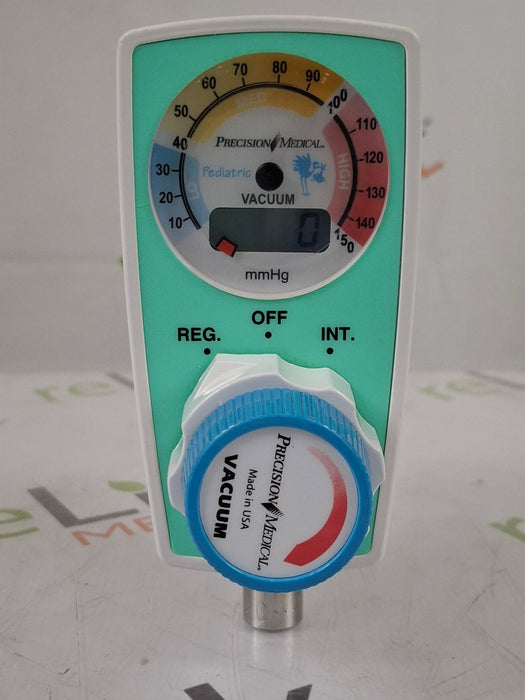 10
20
30
40
50
60
70
80
90
100
110
120
130
140
150
LO
MED
HIGH
PRECISION MEDICAL®
Pediatric
VACUUM
0
mmHg
REG.
OFF
INT.
PRECISION MEDICAL®
Made in USA
VACUUM